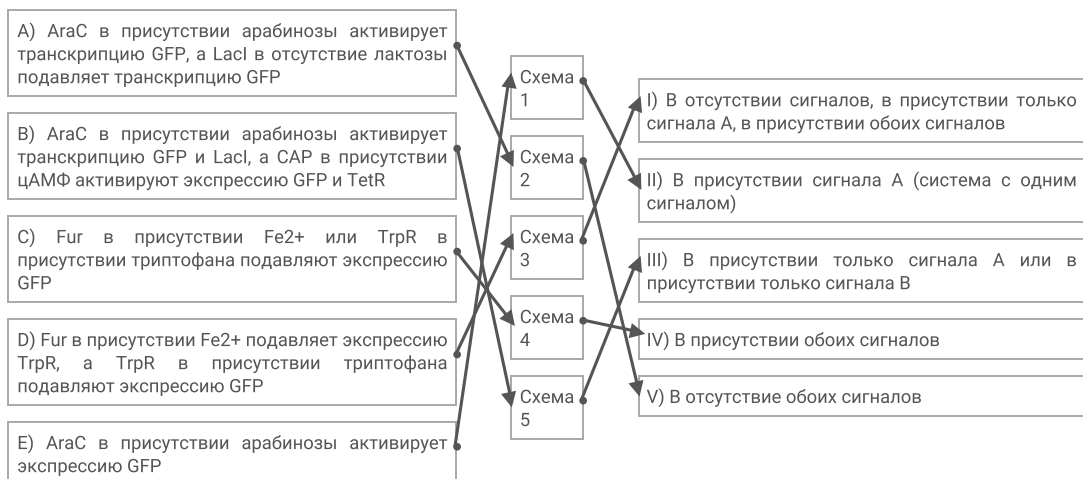 A) AraC в присутствии арабинозы активирует
транскрипцию GFP, а LacI в отсутствие лактозы
подавляет транскрипцию GFP
B) AraC в присутствии арабинозы активирует
транскрипцию GFP и LacI, а CAP в присутствии
цАМФ активируют экспрессию GFP и TetR
C) Fur в присутствии Fe2+ или TrpR в
присутствии триптофана подавляют экспрессию
GFP
D) Fur в присутствии Fe2+ подавляет экспрессию
TrpR, а TrpR в присутствии триптофана
подавляют экспрессию GFP
E) AraC в присутствии арабинозы активирует
экспрессию GFP
Схема
1
Схема
2
Схема
3
Схема
4
Схема
5
I) В отсутствии сигналов, в присутствии только
сигнала А, в присутствии обоих сигналов
II) В присутствии сигнала А (система с одним
сигналом)
III) В присутствии только сигнала А или в
присутствии только сигнала В
IV) В присутствии обоих сигналов
V) В отсутствие обоих сигналов